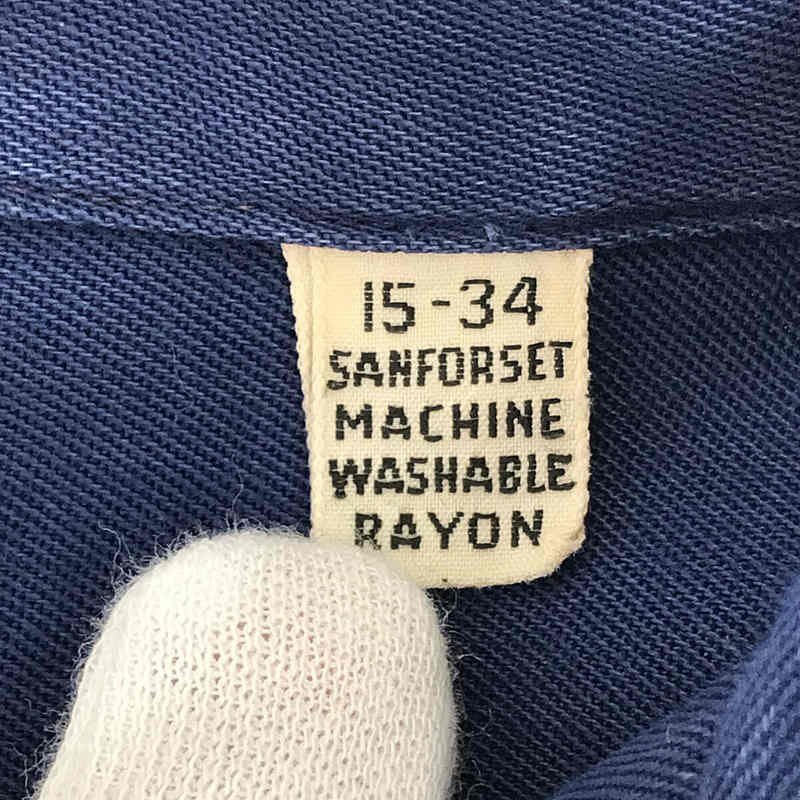 15-34
SANFORSET
MACHINE
WASHABLE
RAYON